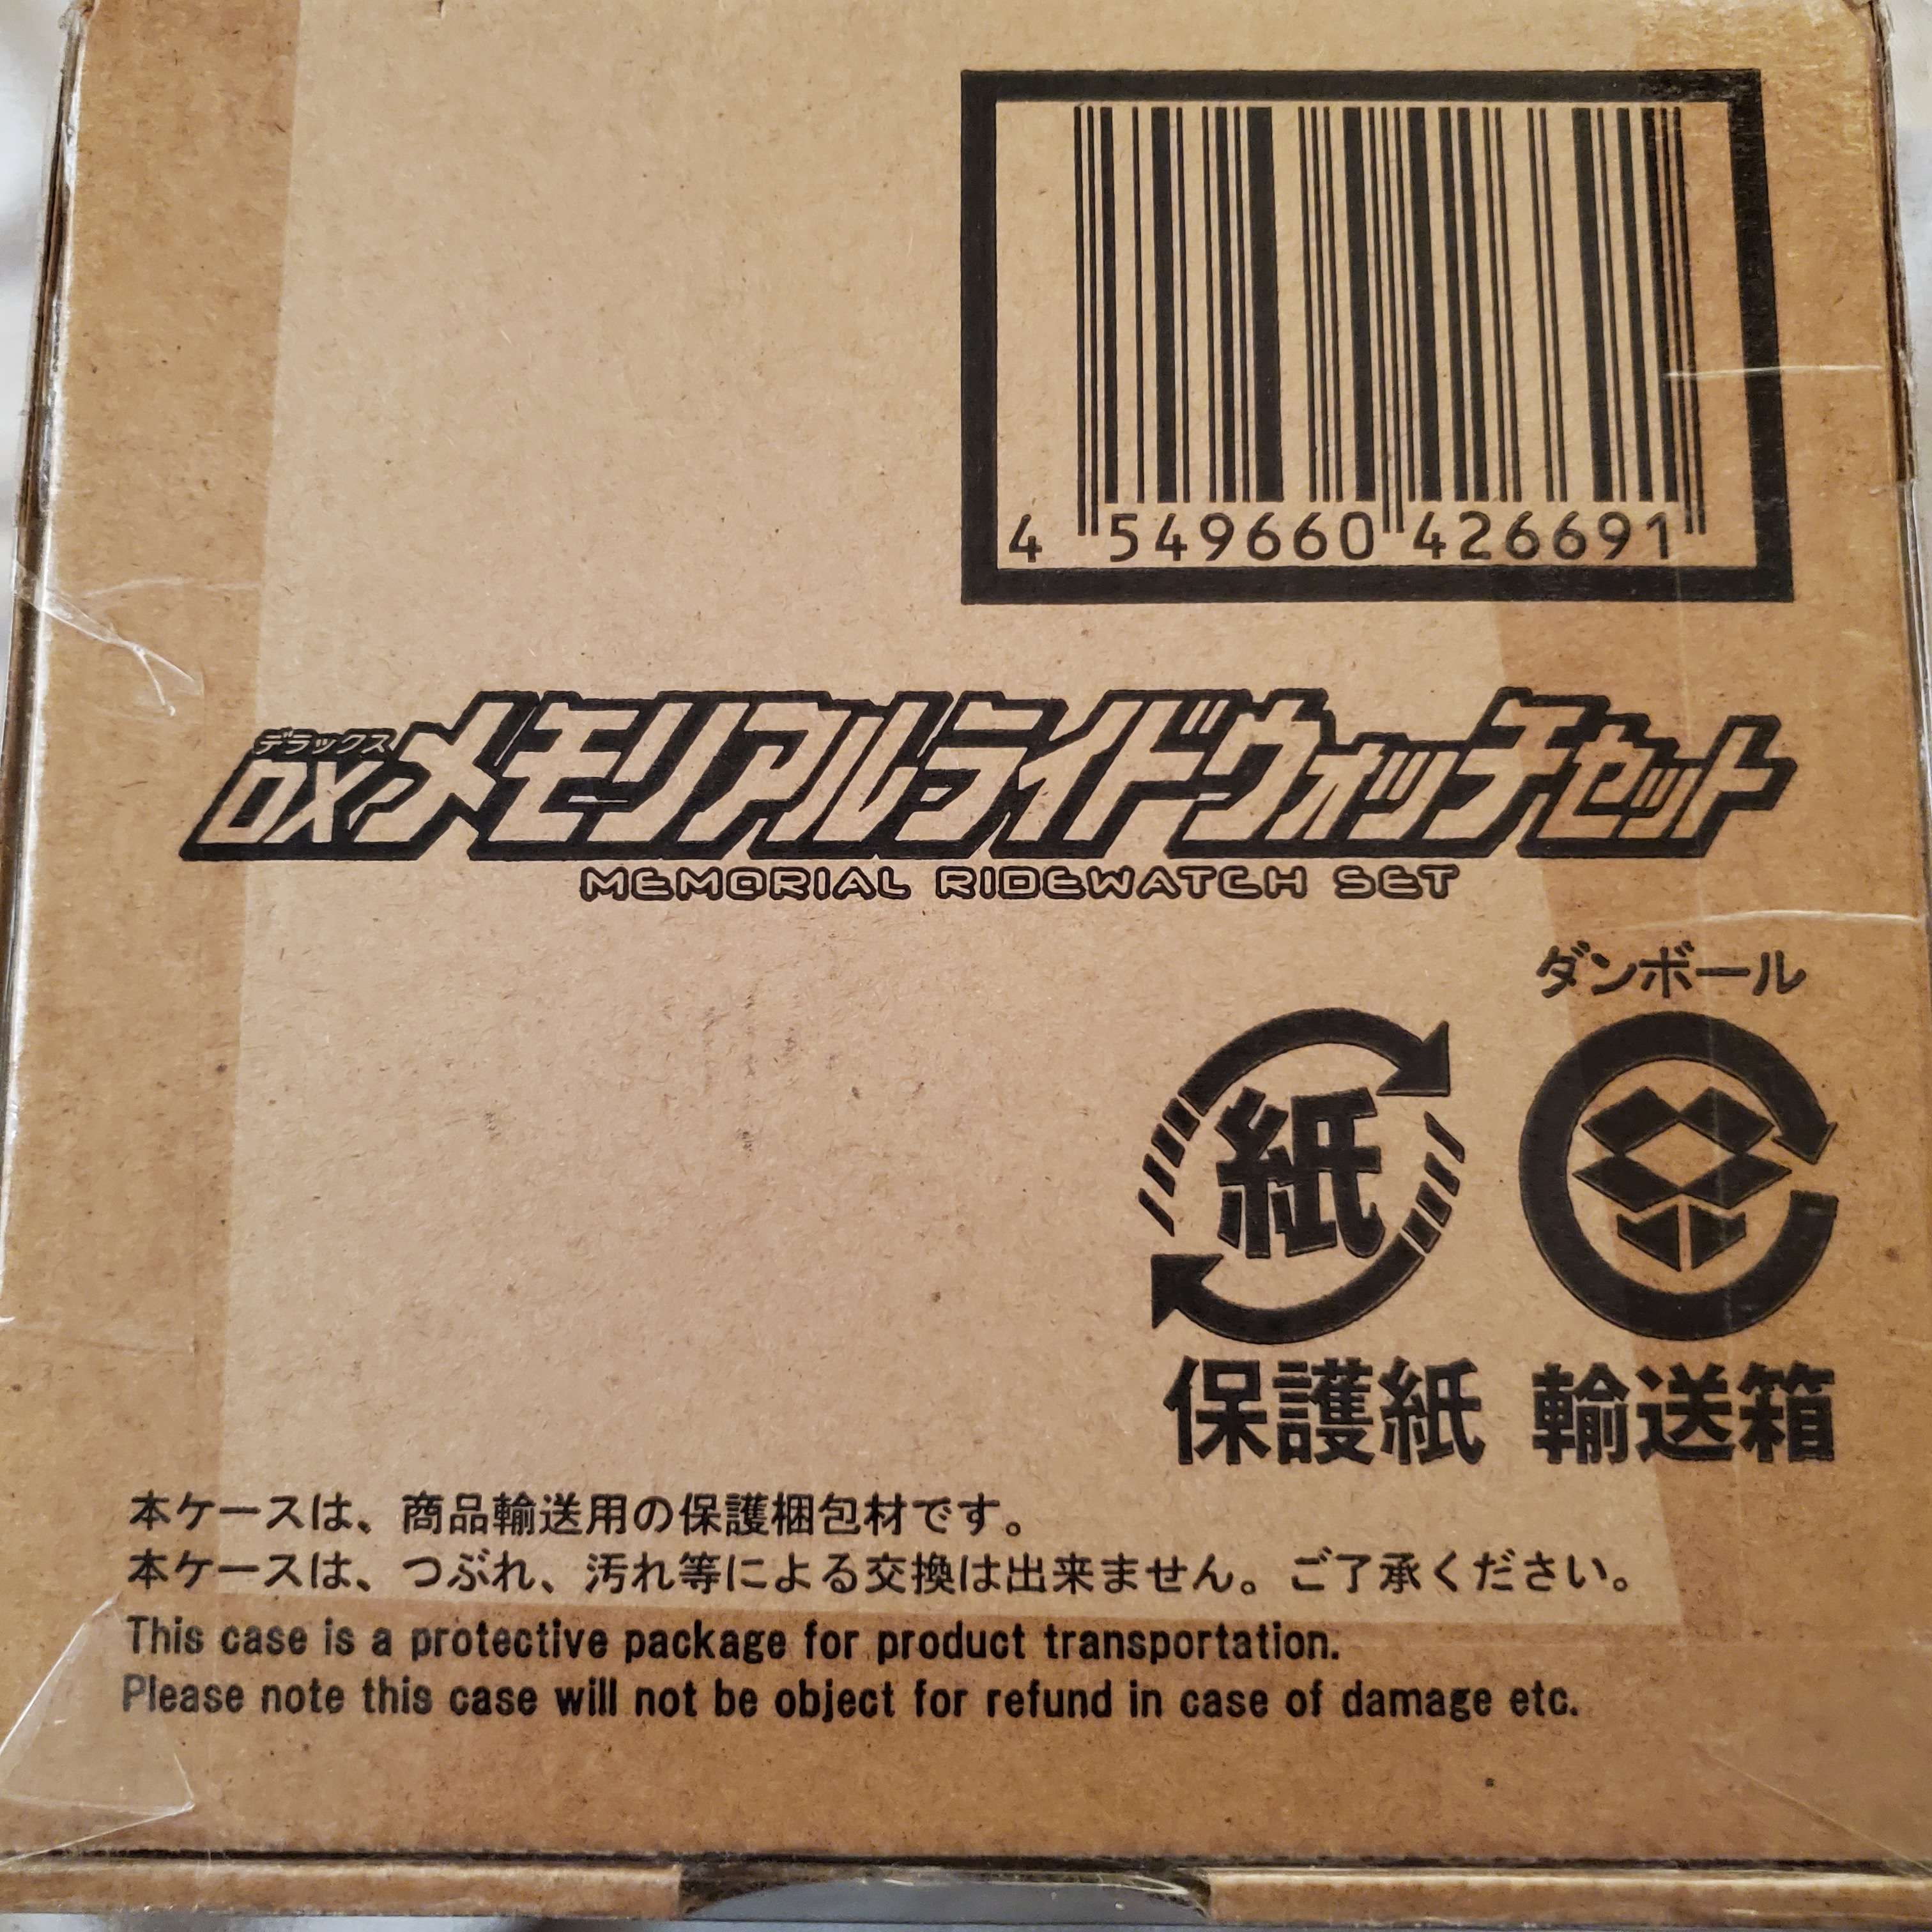 4 549660 426691
デラックス
DXメモリアルライドウォッチセット
MEMORIAL RIDEWATCH SET
ダンボール
紙
保護紙 輸送箱
本ケースは、商品輸送用の保護梱包材です。
本ケースは、つぶれ、汚れ等による交換は出来ません。ご了承ください。
This case is a protective package for product transportation.
Please note this case will not be object for refund in case of damage etc.